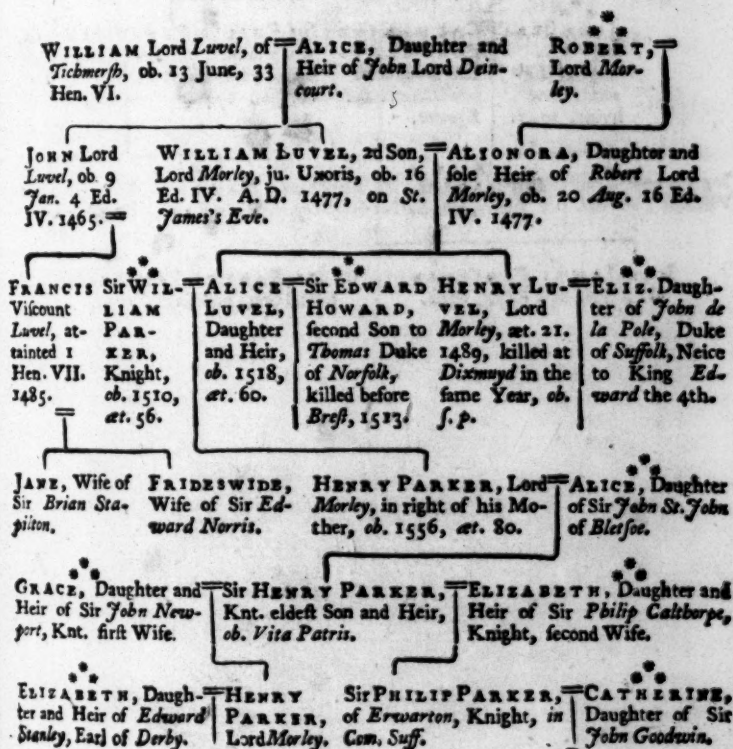 WILLIAM Lord Luvel, of
Tichmersh, ob. 13 June, 33
Hen. VI.
ALICE, Daughter and
Heir of John Lord Dein-
court.
ROBERT,
Lord Mor-
ley.
JOHN Lord
Luvel, ob. 9
Jan. 4 Ed.
IV. 1465.
WILLIAM LUVEL, 2d Son,
Lord Morley, ju. Uxoris, ob. 16
Ed. IV. A. D. 1477, on St.
James's Eve.
ALIONORA, Daughter and
ſole Heir of Robert Lord
Morley, ob. 20 Aug. 16 Ed.
IV. 1477.
FRANCIS
Viſcount
Luvel, at-
tainted 1
Hen. VII.
1485.
Sir WIL-
LIAM
PAR-
KER,
Knight,
ob. 1510,
æt. 56.
ALICE
LUVEL,
Daughter
and Heir,
ob. 1518,
æt. 60.
Sir EDWARD
HOWARD,
ſecond Son to
Thomas Duke
of Norfolk,
killed before
Breſt, 1513.
HENRY LU-
VEL, Lord
Morley, æt. 21.
1489, killed at
Dixmuyd in the
ſame Year, ob.
ſ. p.
ELIZ. Daugh-
ter of John de
la Pole, Duke
of Suffolk, Neice
to King Ed-
ward the 4th.
JANE, Wife of
Sir Brian Sta-
pilton.
FRIDESWIDE,
Wife of Sir Ed-
ward Norris.
HENRY PARKER, Lord
Morley, in right of his Mo-
ther, ob. 1556, æt. 80.
ALICE, Daughter
of Sir John St. John
of Bletſoe.
GRACE, Daughter and
Heir of Sir John New-
port, Knt. firſt Wife.
Sir HENRY PARKER,
Knt. eldeſt Son and Heir,
ob. Vita Patris.
ELIZABETH, Daughter and
Heir of Sir Philip Calthorpe,
Knight, ſecond Wife.
ELIZABETH, Daugh-
ter and Heir of Edward
Stanley, Earl of Derby.
HENRY
PARKER,
Lord Morley.
Sir PHILIP PARKER,
of Erwarton, Knight, in
Com. Suff.
CATHERINE,
Daughter of Sir
John Goodwin.